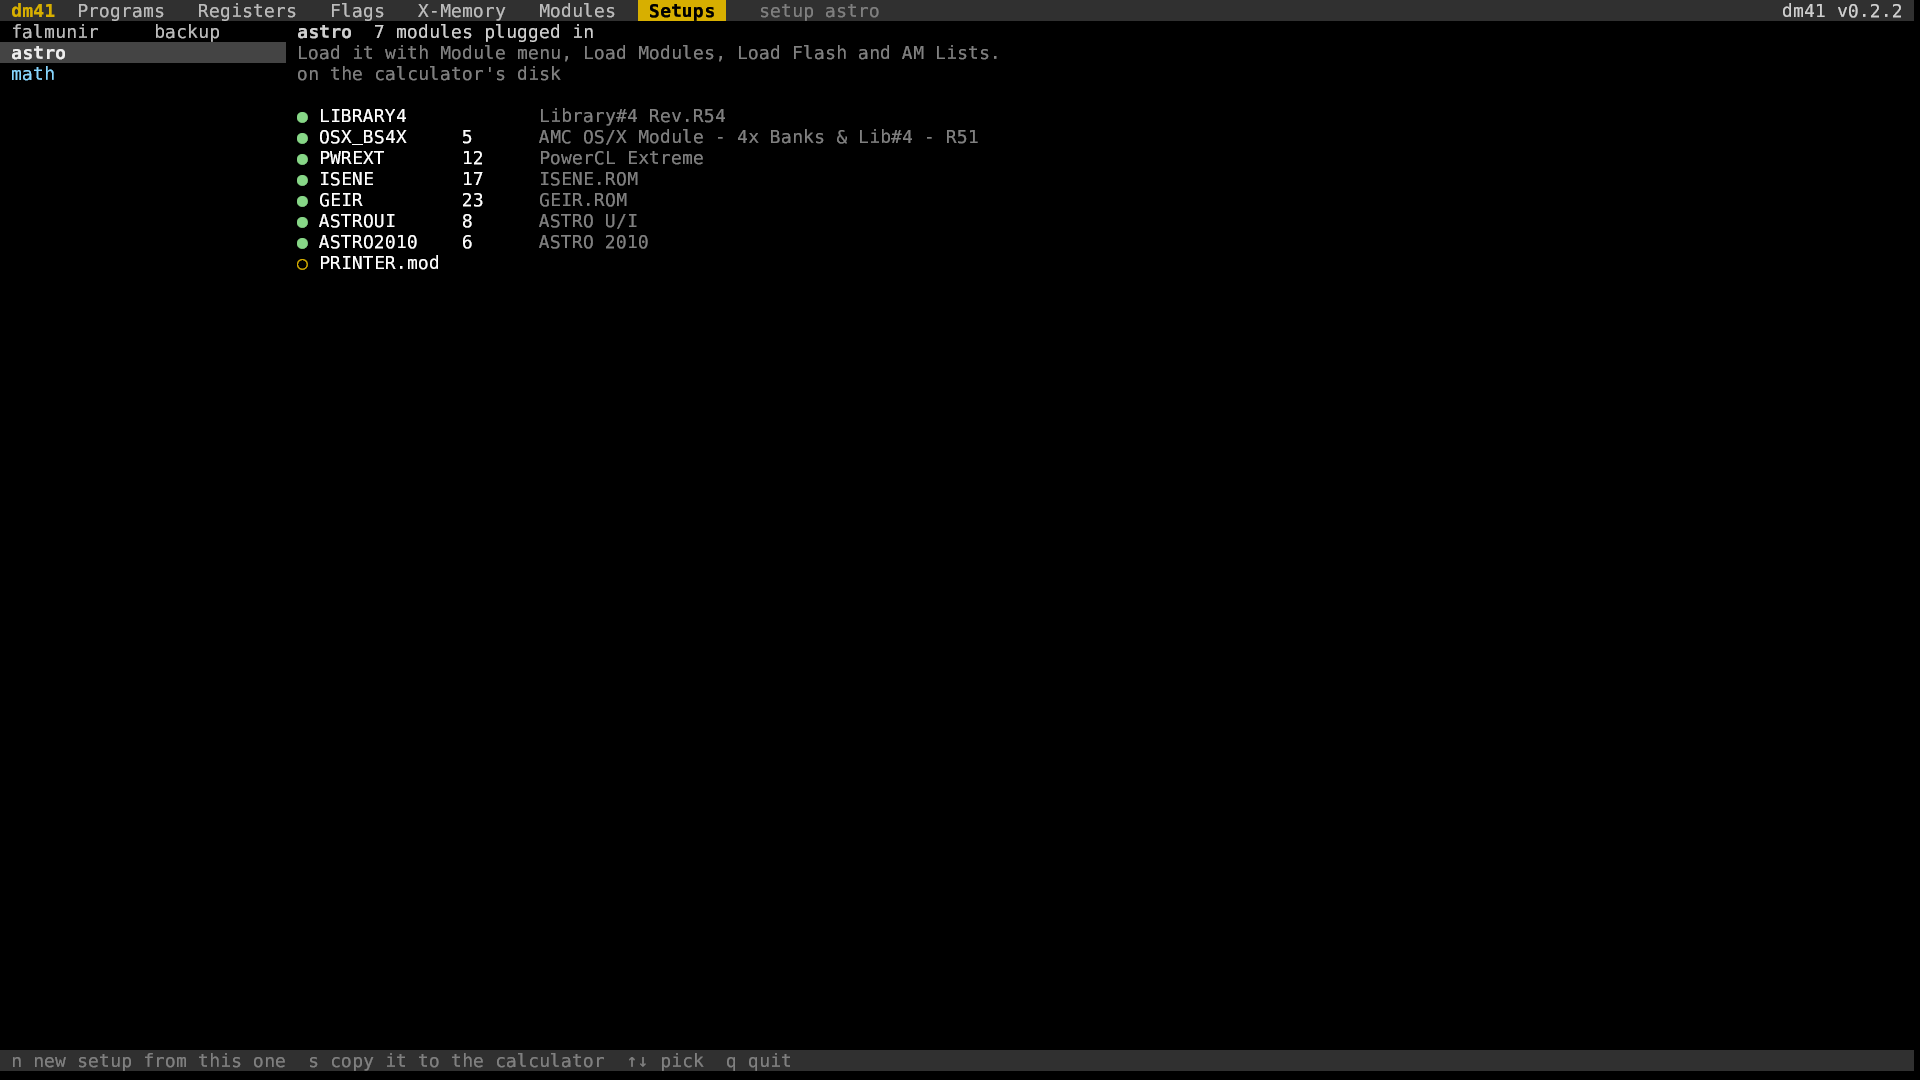 dm41 Programs Registers Flags X-Memory Modules Setups setup astro dm41 v0.2.2
falmunir backup astro 7 modules plugged in
astro Load it with Module menu, Load Modules, Load Flash and AM Lists.
math on the calculator's disk
● LIBRARY4 Library#4 Rev.R54
● OSX_BS4X 5 AMC OS/X Module - 4x Banks & Lib#4 - R51
● PWREXT 12 PowerCL Extreme
● ISENE 17 ISENE.ROM
● GEIR 23 GEIR.ROM
● ASTROUI 8 ASTRO U/I
● ASTRO2010 6 ASTRO 2010
○ PRINTER.mod
n new setup from this one s copy it to the calculator ↑↓ pick q quit